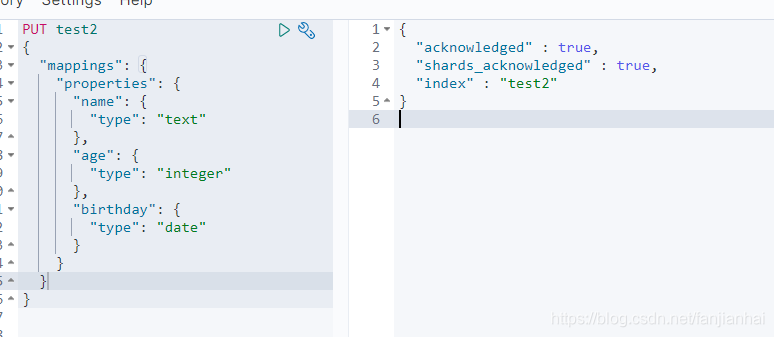 Settings Help
PUT test2
{
"mappings": {
"properties": {
"name": {
"type": "text"
},
"age": {
"type": "integer"
},
"birthday": {
"type": "date"
}
}
}
}
1 {
2 "acknowledged" : true,
3 "shards_acknowledged" : true,
4 "index" : "test2"
5 }
6
https://blog.csdn.net/fanjianhai